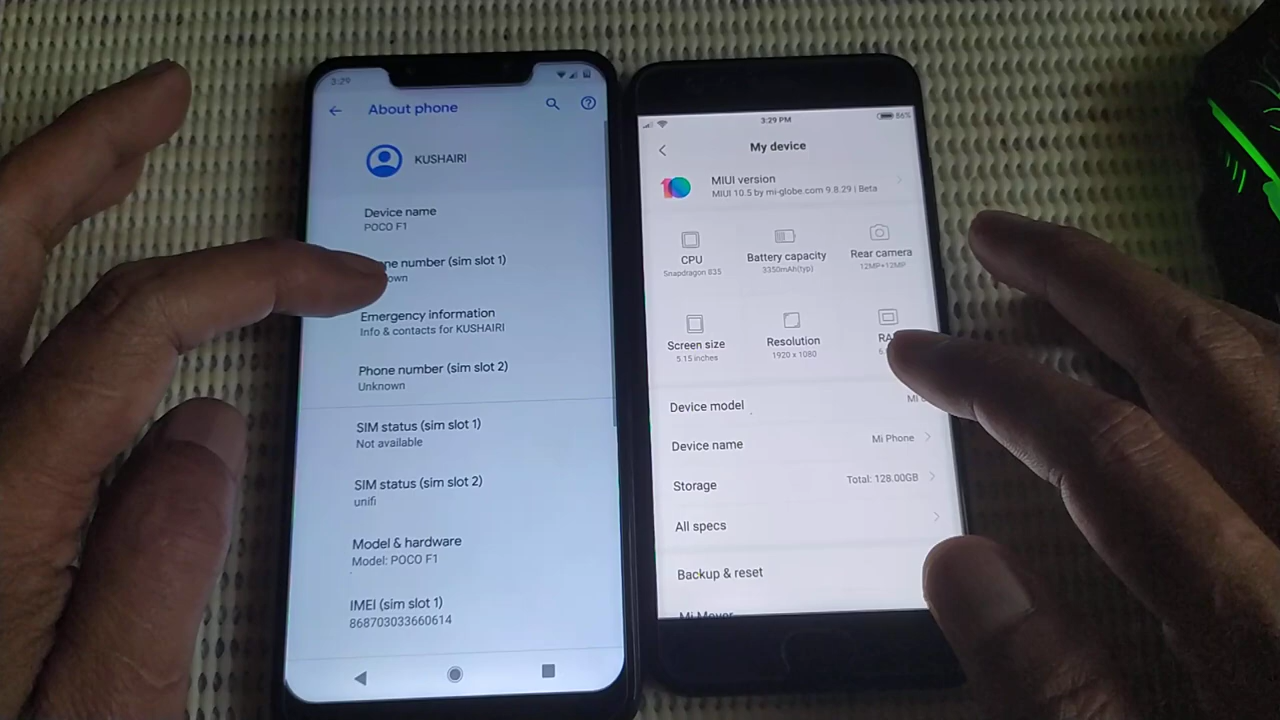 3:29
About phone
KUSHAIRI
Device name
POCO F1
number (sim slot 1)
Emergency information
Info & contacts for KUSHAIRI
Phone number (sim slot 2)
Unknown
SIM status (sim slot 1)
Not available
SIM status (sim slot 2)
unifi
Model & hardware
Model: POCO F1
IMEI (sim slot 1)
868703033660614
3:29 PM
86%
My device
MIUI version
MIUI 10.5 by mi-globe.com 9.8.29 | Beta
CPU
Snapdragon 835
Battery capacity
3350mAh(typ)
Rear camera
12MP+12MP
Screen size
5.15 inches
Resolution
1920 x 1080
Device model
Device name
Mi Phone
Storage
Total: 128.00GB
All specs
Backup & reset
Mi Mover